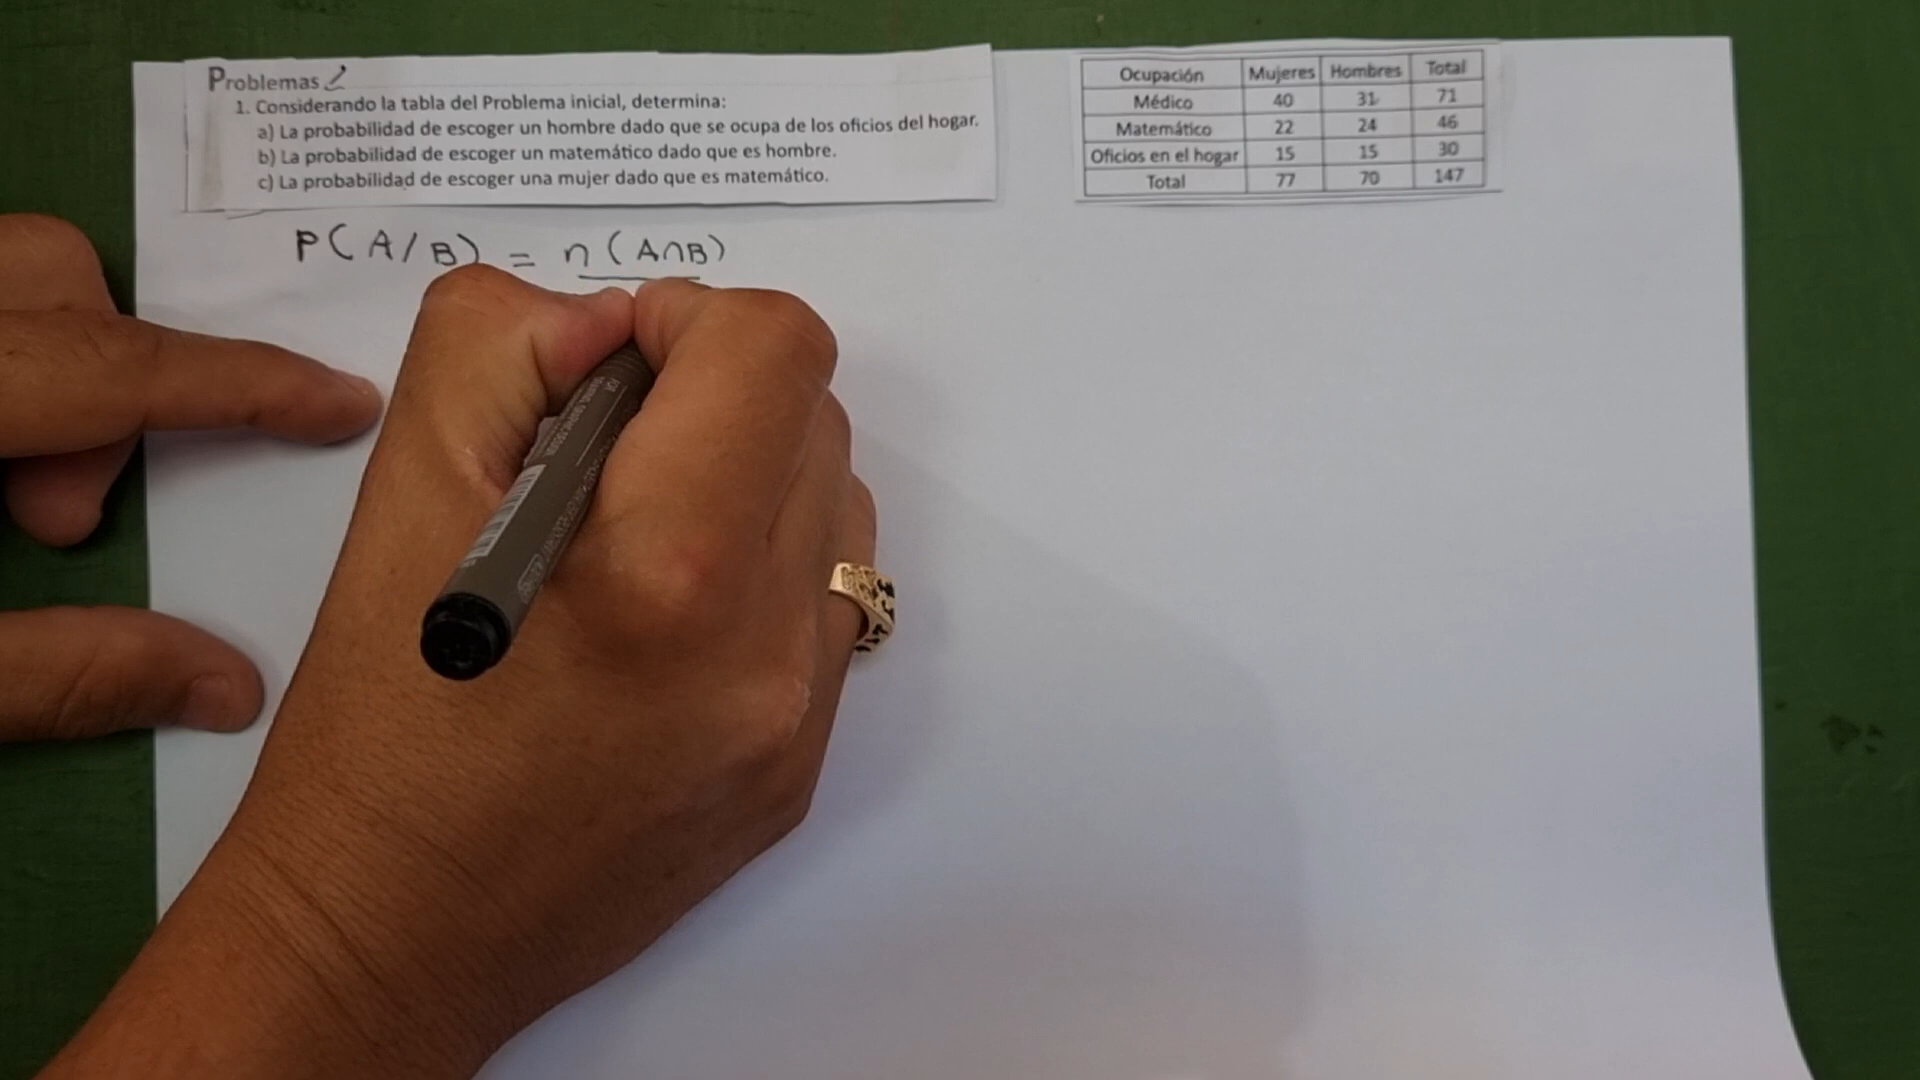 Problemas
1. Considerando la tabla del Problema inicial, determina:
a) La probabilidad de escoger un hombre dado que se ocupa de los oficios del hogar.
b) La probabilidad de escoger un matemático dado que es hombre.
c) La probabilidad de escoger una mujer dado que es matemático.
Ocupación Mujeres Hombres Total
Médico 40 31 71
Matemático 22 24 46
Oficios en el hogar 15 15 30
Total 77 70 147
P(A/B) = n(A∩B)